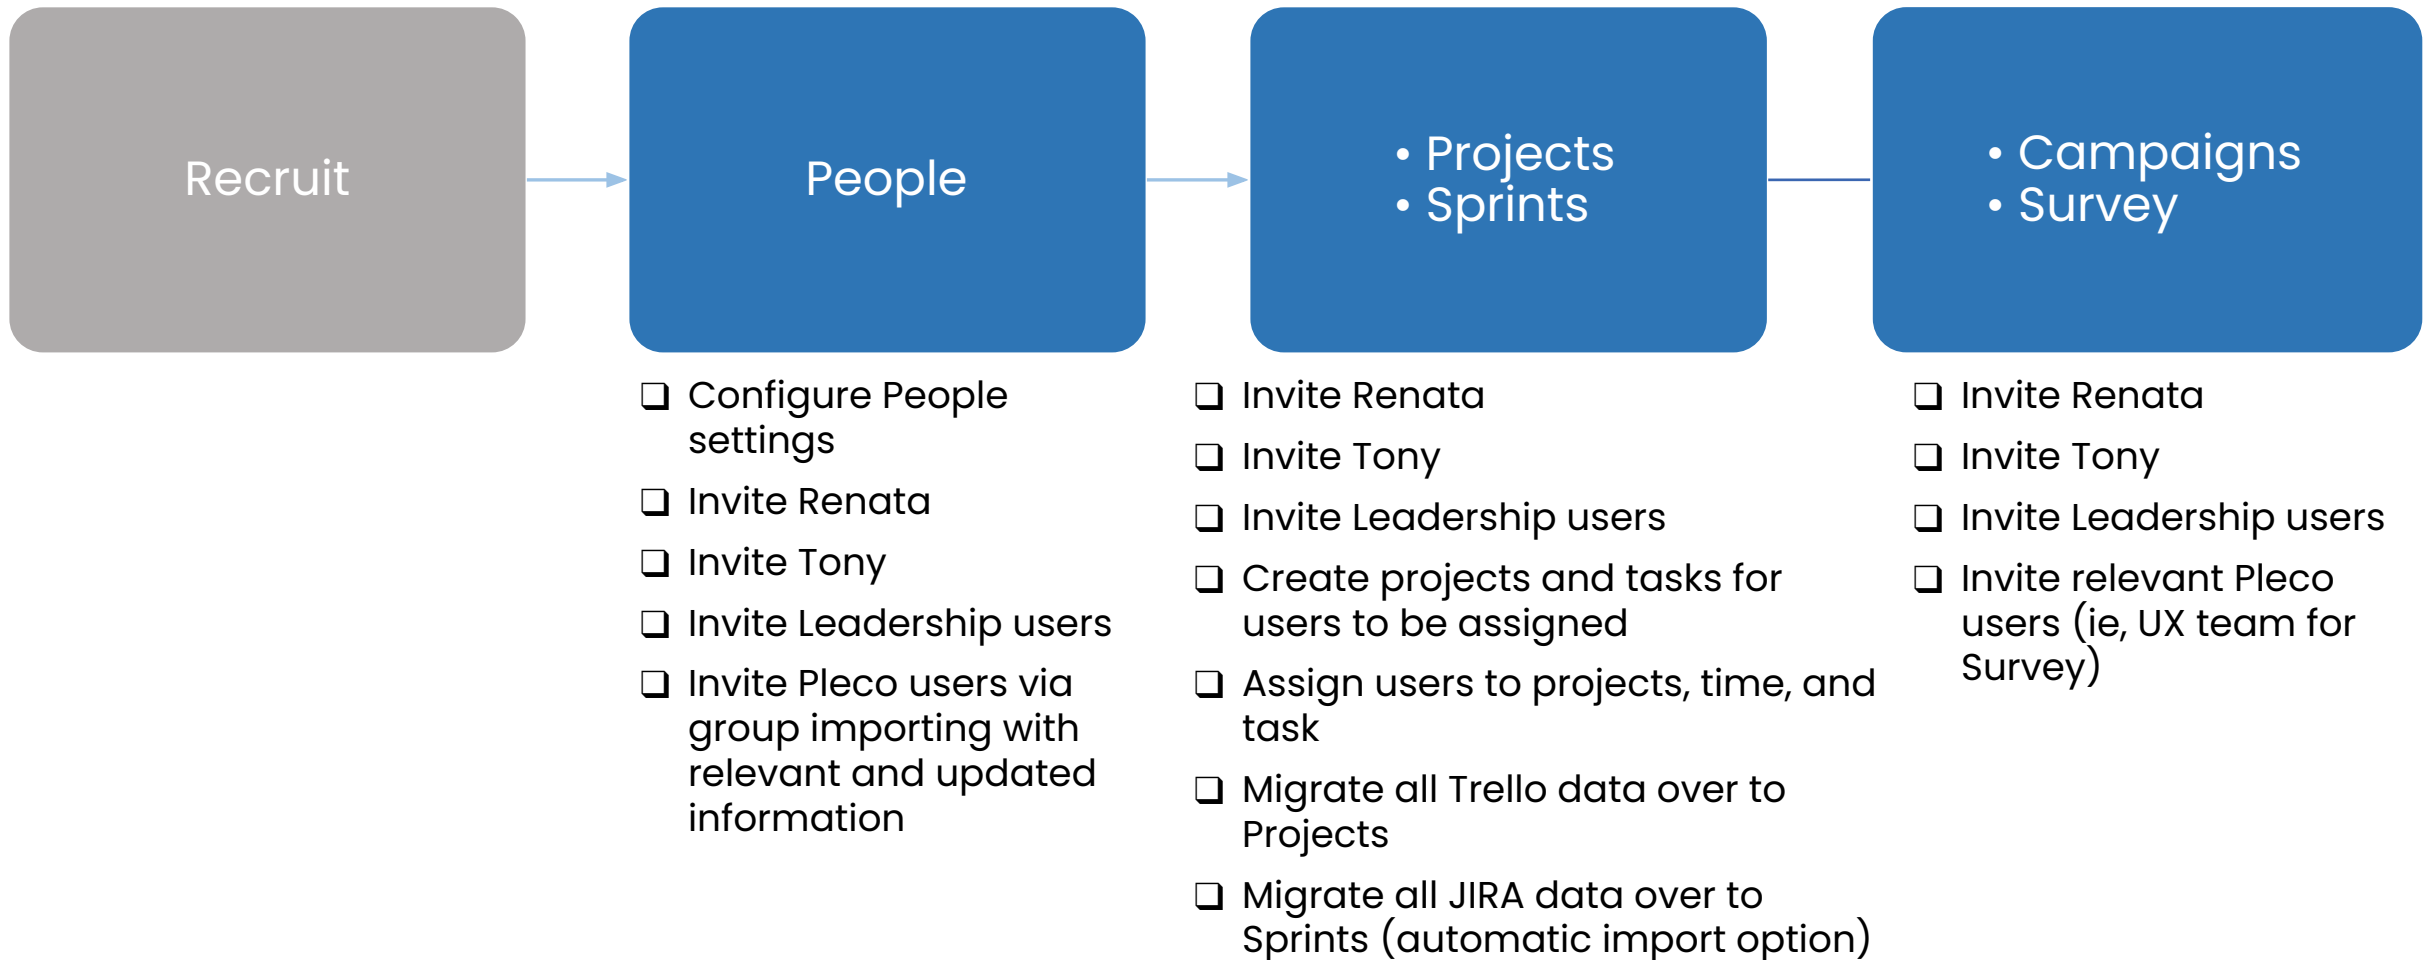 Recruit
People
• Projects
• Sprints
• Campaigns
• Survey
❏ Configure People
settings
❏ Invite Renata
❏ Invite Tony
❏ Invite Leadership users
❏ Invite Pleco users via
group importing with
relevant and updated
information
❏ Invite Renata
❏ Invite Tony
❏ Invite Leadership users
❏ Create projects and tasks for
users to be assigned
❏ Assign users to projects, time, and
task
❏ Migrate all Trello data over to
Projects
❏ Migrate all JIRA data over to
Sprints (automatic import option)
❏ Invite Renata
❏ Invite Tony
❏ Invite Leadership users
❏ Invite relevant Pleco
users (ie, UX team for
Survey)